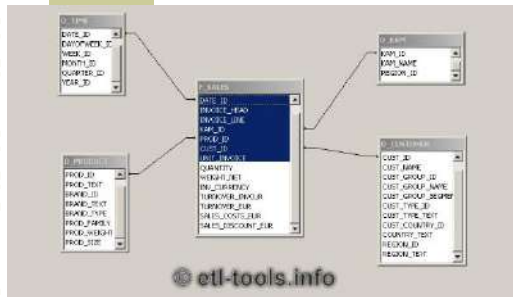 D_TIME
DATE_ID
DAYOFWEEK_ID
WEEK_ID
MONTH_ID
QUARTER_ID
YEAR_ID
D_KAM
KAM_ID
KAM_NAME
REGION_ID
F_SALES
DATE_ID
INVOICE_HEAD
INVOICE_LINE
KAM_ID
PROD_ID
CUST_ID
UNIT_INVOICE
QUANTITY
WEIGHT_NET
INV_CURRENCY
TURNOVER_INVCUR
TURNOVER_EUR
SALES_COSTS_EUR
SALES_DISCOUNT_EUR
D_PRODUCT
PROD_ID
PROD_TEXT
BRAND_ID
BRAND_TEXT
BRAND_TYPE
PROD_FAMILY
PROD_WEIGHT
PROD_SIZE
D_CUSTOMER
CUST_ID
CUST_NAME
CUST_GROUP_ID
CUST_GROUP_NAME
CUST_GROUP_SEGMEN
CUST_TYPE_ID
CUST_TYPE_TEXT
CUST_COUNTRY_ID
COUNTRY_TEXT
REGION_ID
REGION_TEXT
© etl-tools.info